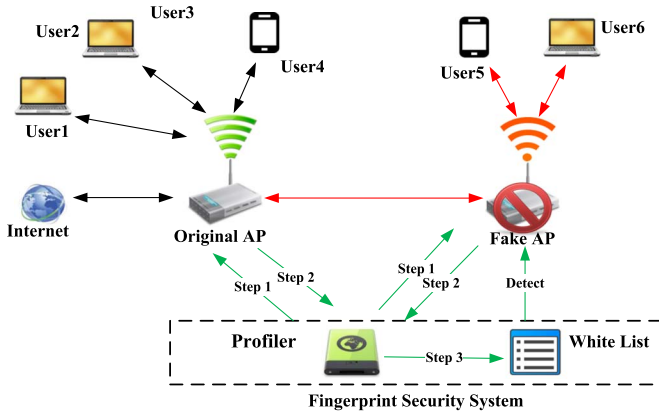 User3
User2
User6
User4
User5
User1
Internet
Original AP
Fake AP
Step 1
Step 2
Step 1
Step 2
Detect
Profiler
White List
Step 3
Fingerprint Security System